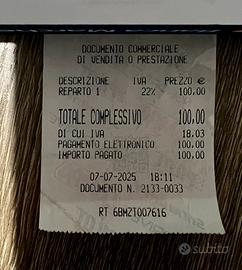 DOCUMENTO COMMERCIALE
DI VENDITA O PRESTAZIONE
DESCRIZIONE IVA PREZZO €
REPARTO 1 22% 100,00
TOTALE COMPLESSIVO 100,00
DI CUI IVA 18,03
PAGAMENTO ELETTRONICO 100,00
IMPORTO PAGATO 100,00
07-07-2025 18:11
DOCUMENTO N. 2133-0033
RT 6BMZT007616
subito